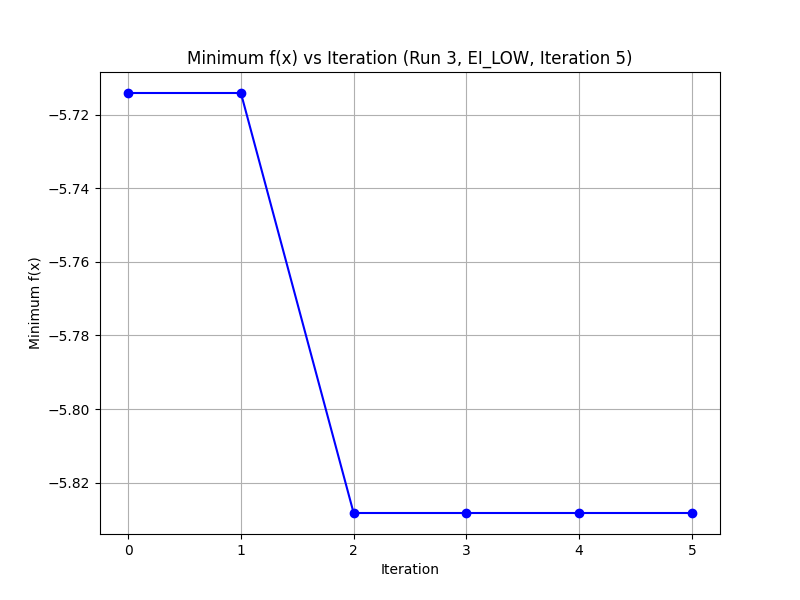 Minimum f(x) vs Iteration (Run 3, EI_LOW, Iteration 5)
Minimum f(x)
−5.72
−5.74
−5.76
−5.78
−5.80
−5.82
0 1 2 3 4 5
Iteration